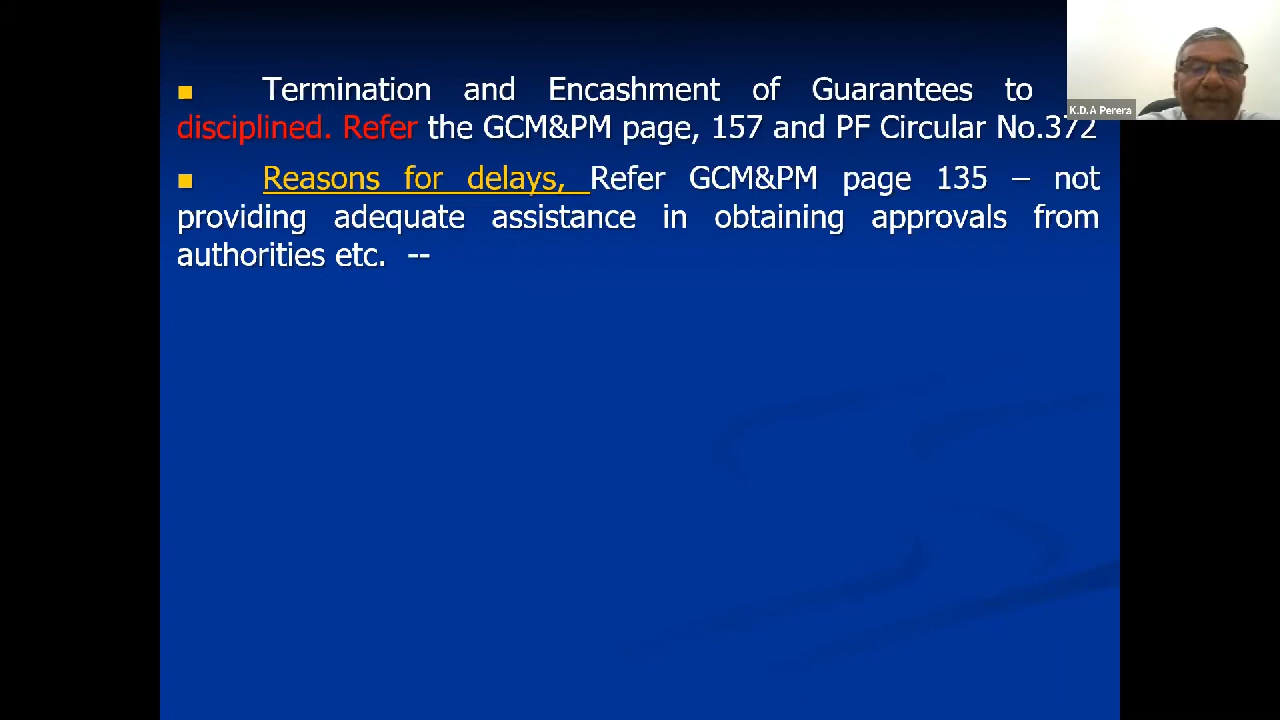 ■ Termination and Encashment of Guarantees to
disciplined. Refer the GCM&PM page, 157 and PF Circular No.372
■ Reasons for delays, Refer GCM&PM page 135 – not
providing adequate assistance in obtaining approvals from
authorities etc. --
K.D.A Perera